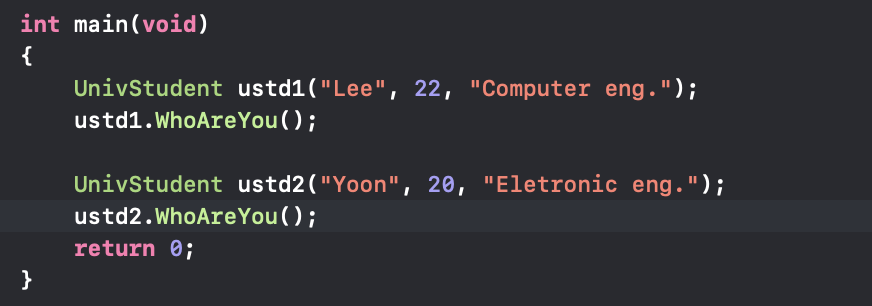 int main(void)
{
    UnivStudent ustd1("Lee", 22, "Computer eng.");
    ustd1.WhoAreYou();

    UnivStudent ustd2("Yoon", 20, "Eletronic eng.");
    ustd2.WhoAreYou();
    return 0;
}